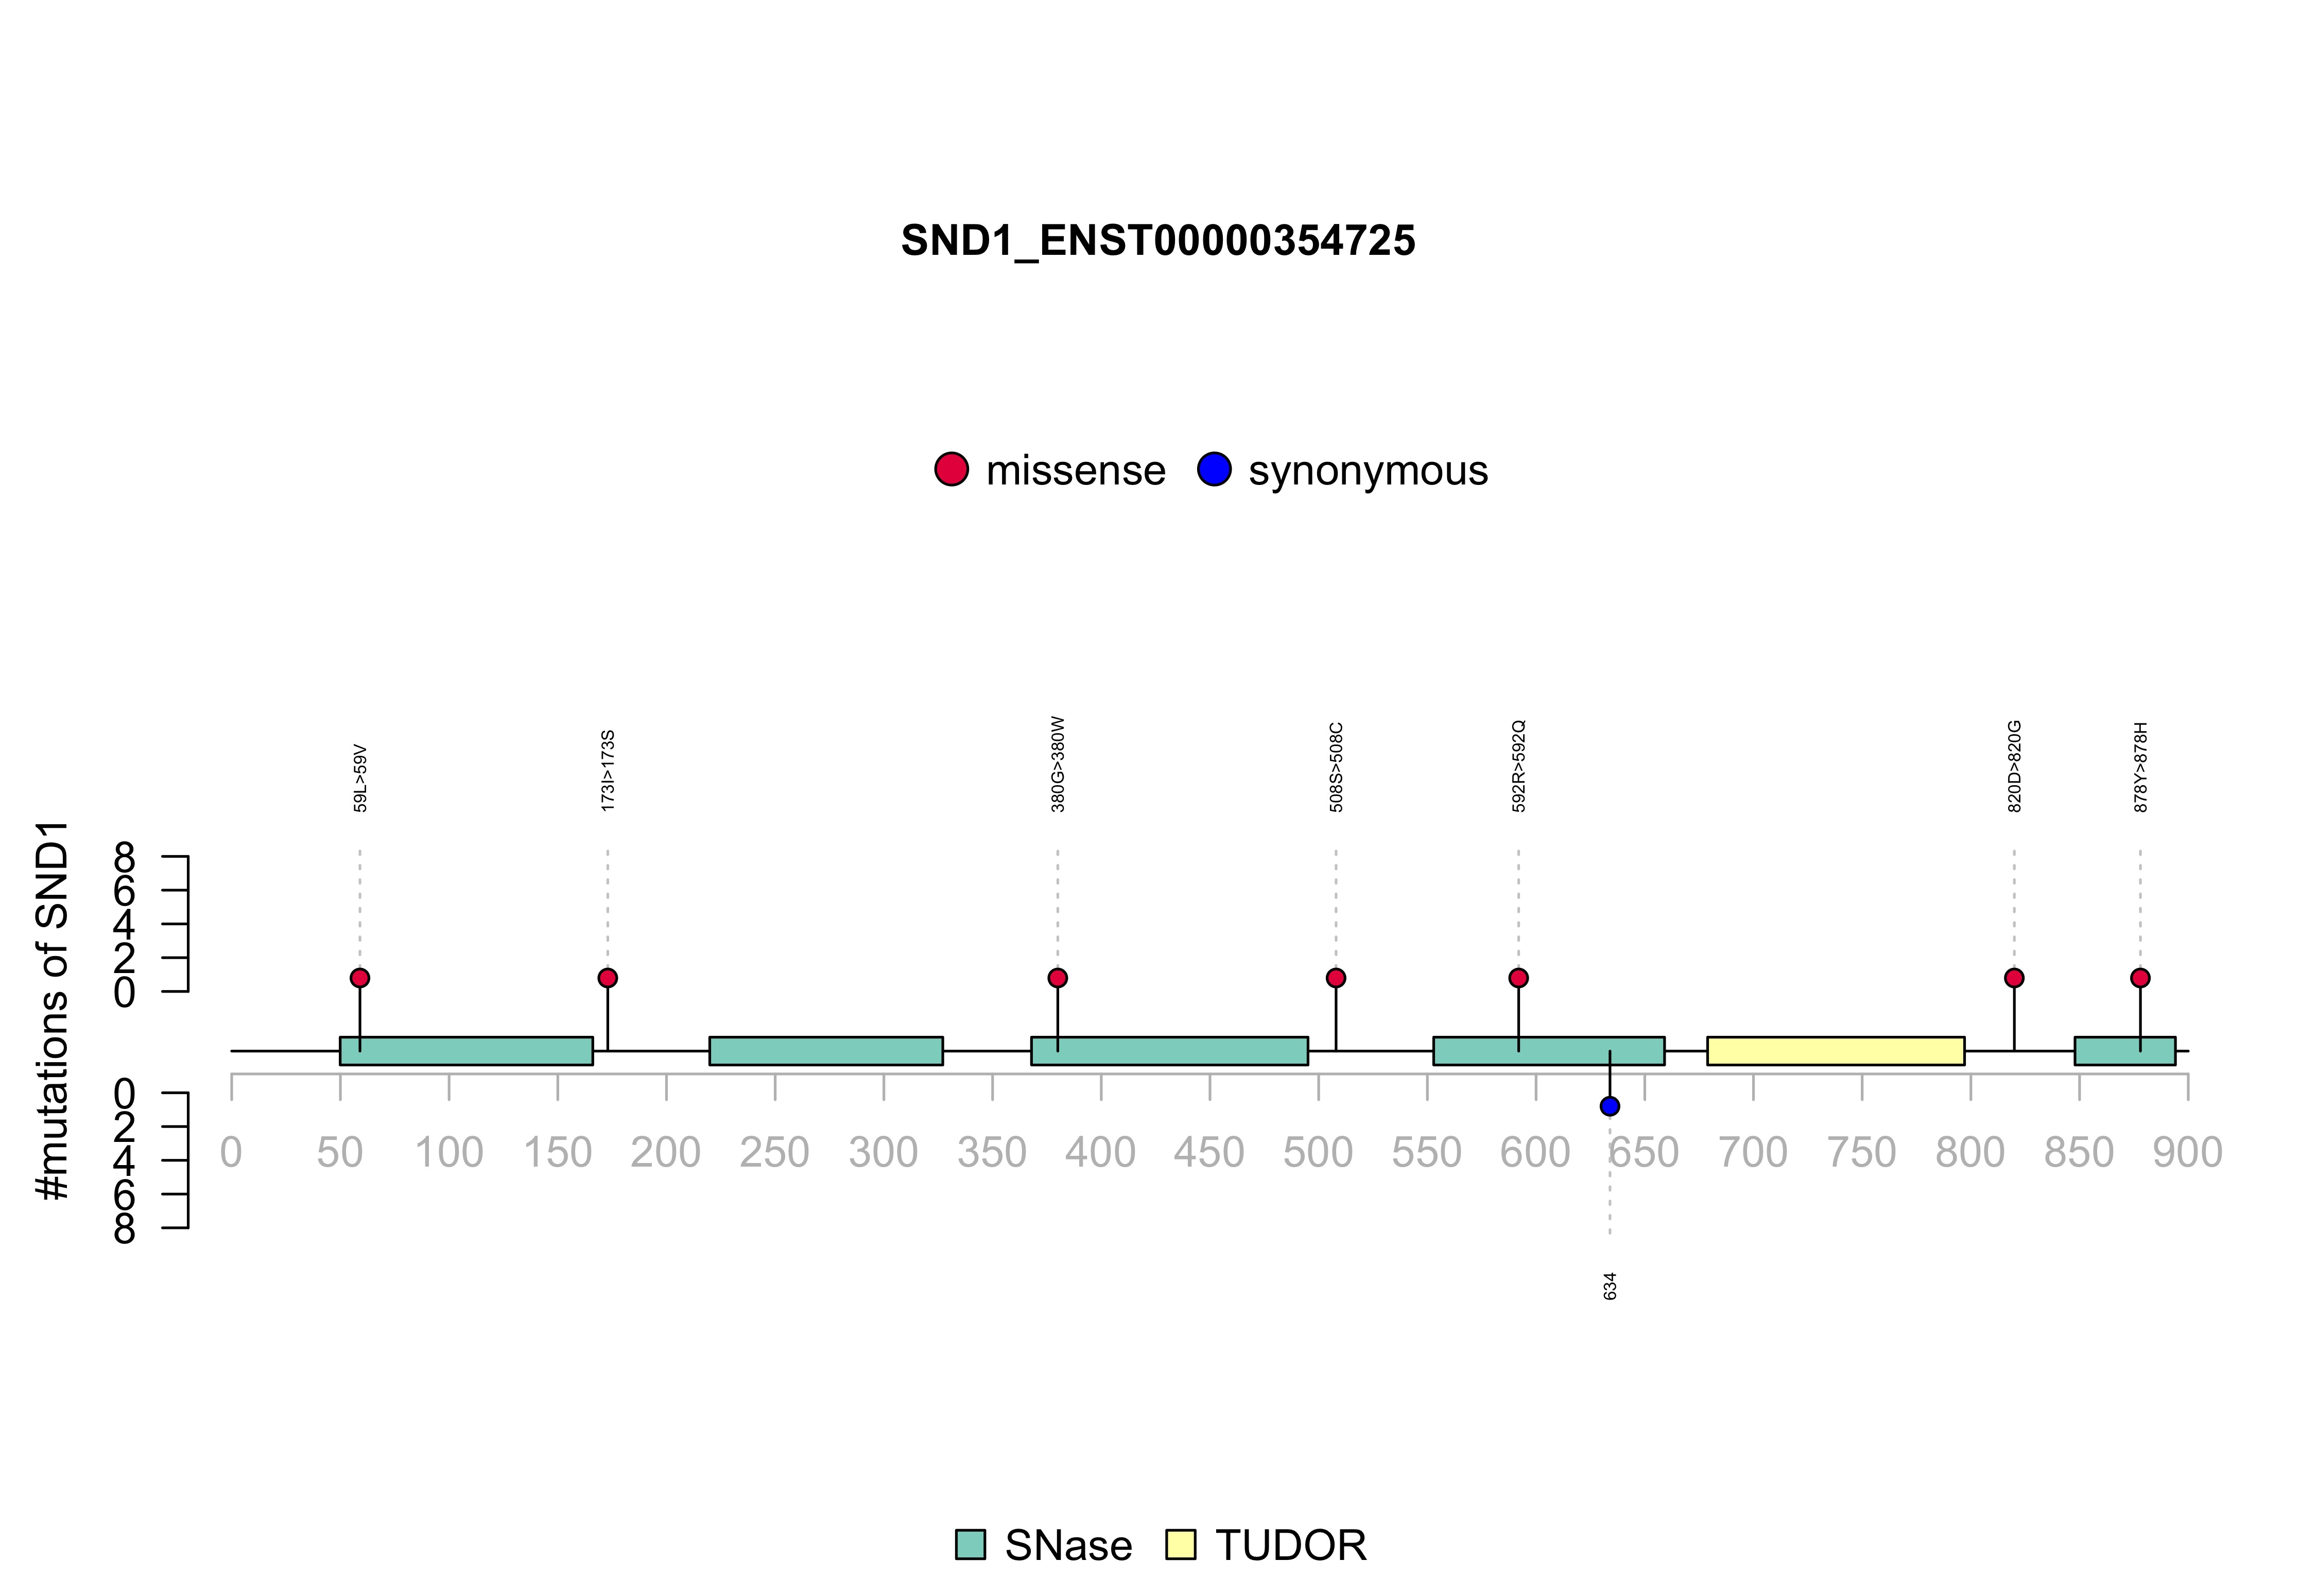 SND1_ENST00000354725
missense synonymous
59L>59V 173I>173S 380G>380W 508S>508C 592R>592Q 820D>820G 878Y>878H
#mutations of SND1
8
6
4
2
0
0
2
4
6
8
0 50 100 150 200 250 300 350 400 450 500 550 600 650 700 750 800 850 900
634
SNase TUDOR